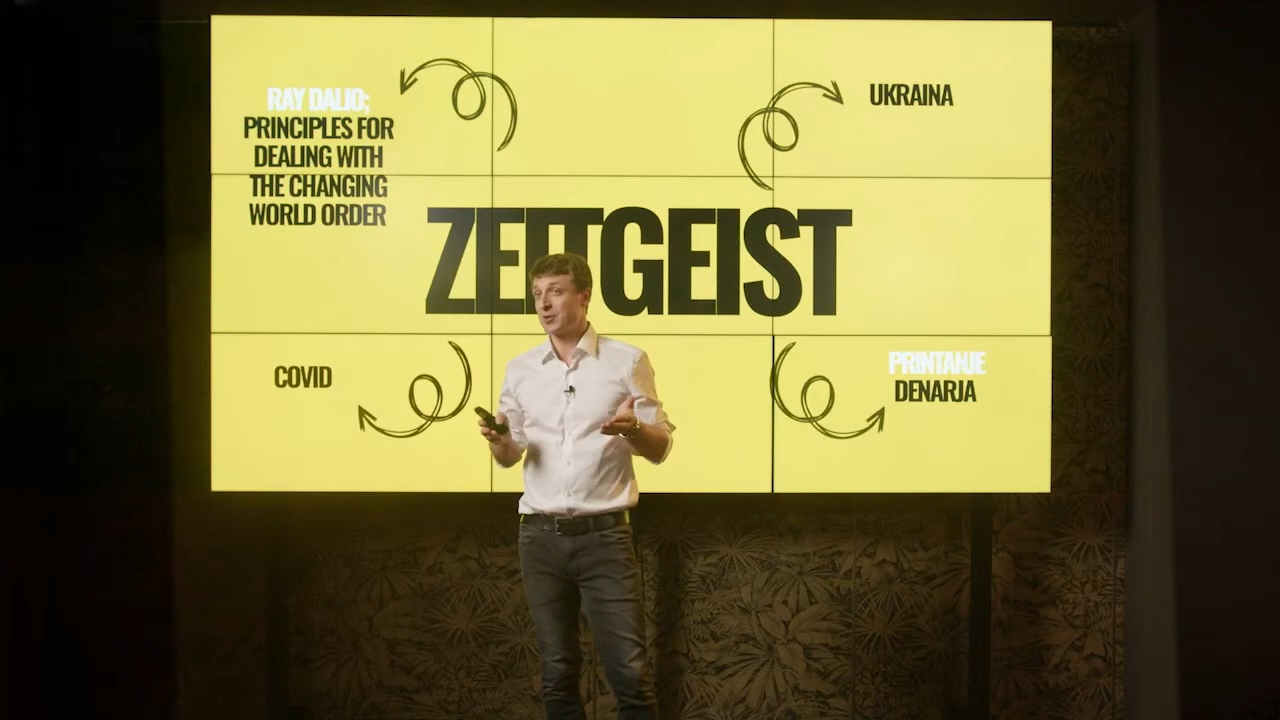 RAY DALIO:
PRINCIPLES FOR
DEALING WITH
THE CHANGING
WORLD ORDER
UKRAINA
ZEITGEIST
COVID
PRINTANJE
DENARJA